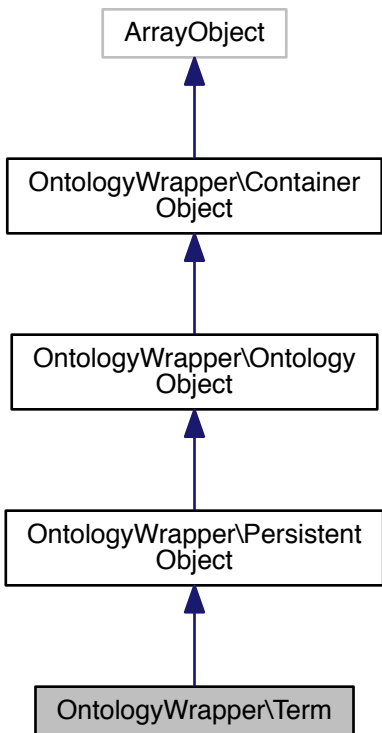 ArrayObject
OntologyWrapper\Container
Object
OntologyWrapper\Ontology
Object
OntologyWrapper\Persistent
Object
OntologyWrapper\Term